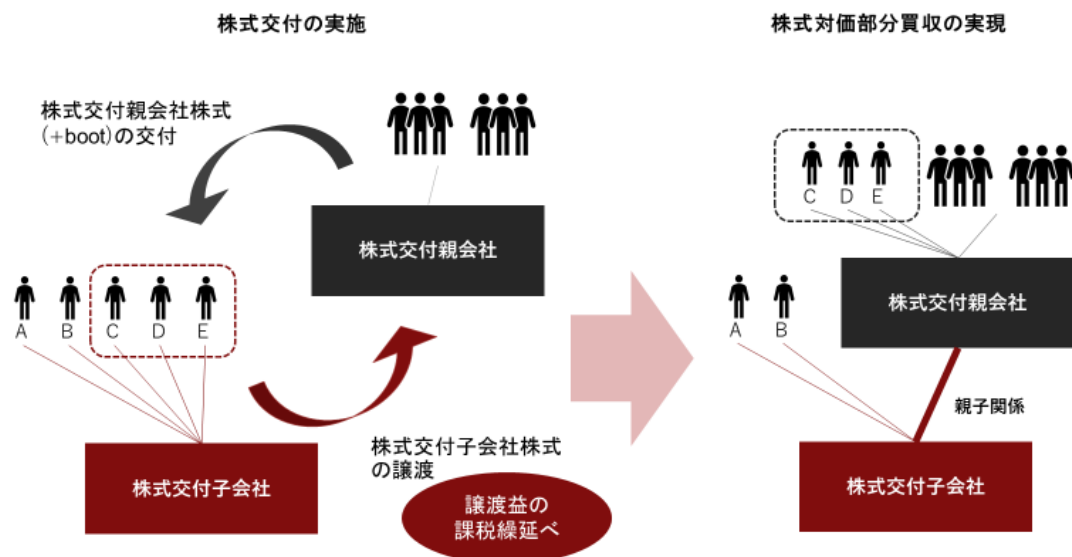 株式交付の実施
株式交付親会社株式
(+boot)の交付
株式交付親会社
A
B
C
D
E
株式交付子会社株式
の譲渡
株式交付子会社
譲渡益の
課税繰延べ
株式対価部分買収の実現
C
D
E
株式交付親会社
A
B
親子関係
株式交付子会社